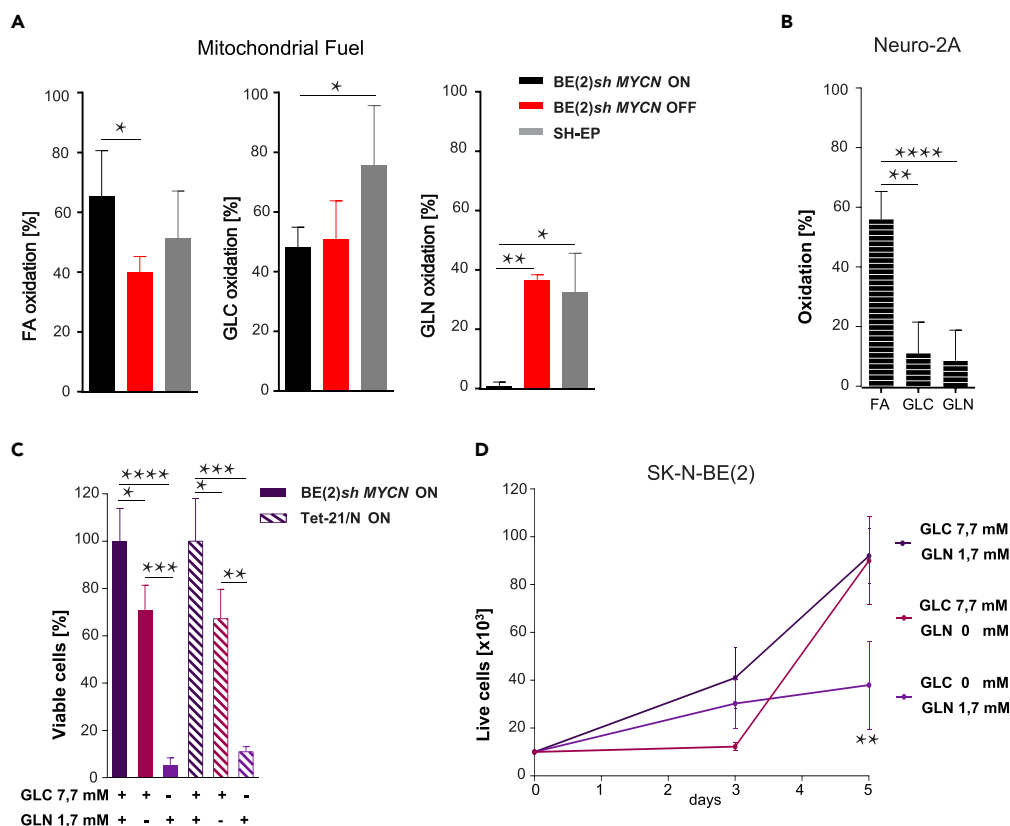 A
Mitochondrial Fuel
FA oxidation [%]
100
80
60
40
20
0
*
GLC oxidation [%]
100
80
60
40
20
0
*
GLN oxidation [%]
100
80
60
40
20
0
**
*
BE(2)sh MYCN ON
BE(2)sh MYCN OFF
SH-EP
B
Neuro-2A
Oxidation [%]
100
80
60
40
20
0
****
**
FA GLC GLN
C
Viable cells [%]
120
100
80
60
40
20
0
****
*
***
***
*
**
BE(2)sh MYCN ON
Tet-21/N ON
GLC 7,7 mM + + - + + -
GLN 1,7 mM + - + + - +
D
SK-N-BE(2)
Live cells [x10³]
120
100
80
60
40
20
0
**
0 1 2 3 4 5
days
GLC 7,7 mM
GLN 1,7 mM
GLC 7,7 mM
GLN 0 mM
GLC 0 mM
GLN 1,7 mM